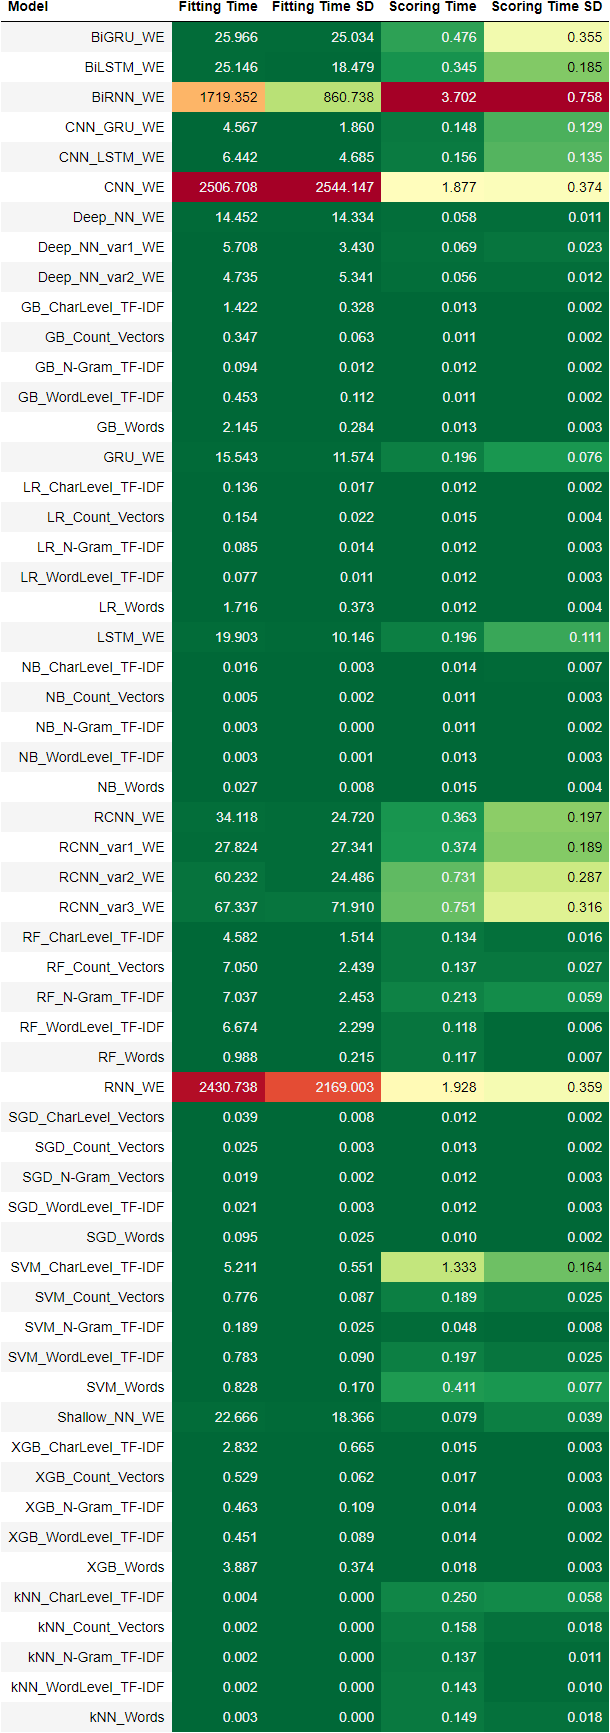 Model Fitting Time Fitting Time SD Scoring Time Scoring Time SD
BiGRU_WE 25.966 25.034 0.476 0.355
BiLSTM_WE 25.146 18.479 0.345 0.185
BiRNN_WE 1719.352 860.738 3.702 0.758
CNN_GRU_WE 4.567 1.860 0.148 0.129
CNN_LSTM_WE 6.442 4.685 0.156 0.135
CNN_WE 2506.708 2544.147 1.877 0.374
Deep_NN_WE 14.452 14.334 0.058 0.011
Deep_NN_var1_WE 5.708 3.430 0.069 0.023
Deep_NN_var2_WE 4.735 5.341 0.056 0.012
GB_CharLevel_TF-IDF 1.422 0.328 0.013 0.002
GB_Count_Vectors 0.347 0.063 0.011 0.002
GB_N-Gram_TF-IDF 0.094 0.012 0.012 0.002
GB_WordLevel_TF-IDF 0.453 0.112 0.011 0.002
GB_Words 2.145 0.284 0.013 0.003
GRU_WE 15.543 11.574 0.196 0.076
LR_CharLevel_TF-IDF 0.136 0.017 0.012 0.002
LR_Count_Vectors 0.154 0.022 0.015 0.004
LR_N-Gram_TF-IDF 0.085 0.014 0.012 0.003
LR_WordLevel_TF-IDF 0.077 0.011 0.012 0.003
LR_Words 1.716 0.373 0.012 0.004
LSTM_WE 19.903 10.146 0.196 0.111
NB_CharLevel_TF-IDF 0.016 0.003 0.014 0.007
NB_Count_Vectors 0.005 0.002 0.011 0.003
NB_N-Gram_TF-IDF 0.003 0.000 0.011 0.002
NB_WordLevel_TF-IDF 0.003 0.001 0.013 0.003
NB_Words 0.027 0.008 0.015 0.004
RCNN_WE 34.118 24.720 0.363 0.197
RCNN_var1_WE 27.824 27.341 0.374 0.189
RCNN_var2_WE 60.232 24.486 0.731 0.287
RCNN_var3_WE 67.337 71.910 0.751 0.316
RF_CharLevel_TF-IDF 4.582 1.514 0.134 0.016
RF_Count_Vectors 7.050 2.439 0.137 0.027
RF_N-Gram_TF-IDF 7.037 2.453 0.213 0.059
RF_WordLevel_TF-IDF 6.674 2.299 0.118 0.006
RF_Words 0.988 0.215 0.117 0.007
RNN_WE 2430.738 2169.003 1.928 0.359
SGD_CharLevel_Vectors 0.039 0.008 0.012 0.002
SGD_Count_Vectors 0.025 0.003 0.013 0.002
SGD_N-Gram_Vectors 0.019 0.002 0.012 0.003
SGD_WordLevel_TF-IDF 0.021 0.003 0.012 0.003
SGD_Words 0.095 0.025 0.010 0.002
SVM_CharLevel_TF-IDF 5.211 0.551 1.333 0.164
SVM_Count_Vectors 0.776 0.087 0.189 0.025
SVM_N-Gram_TF-IDF 0.189 0.025 0.048 0.008
SVM_WordLevel_TF-IDF 0.783 0.090 0.197 0.025
SVM_Words 0.828 0.170 0.411 0.077
Shallow_NN_WE 22.666 18.366 0.079 0.039
XGB_CharLevel_TF-IDF 2.832 0.665 0.015 0.003
XGB_Count_Vectors 0.529 0.062 0.017 0.003
XGB_N-Gram_TF-IDF 0.463 0.109 0.014 0.003
XGB_WordLevel_TF-IDF 0.451 0.089 0.014 0.002
XGB_Words 3.887 0.374 0.018 0.003
kNN_CharLevel_TF-IDF 0.004 0.000 0.250 0.058
kNN_Count_Vectors 0.002 0.000 0.158 0.018
kNN_N-Gram_TF-IDF 0.002 0.000 0.137 0.011
kNN_WordLevel_TF-IDF 0.002 0.000 0.143 0.010
kNN_Words 0.003 0.000 0.149 0.018